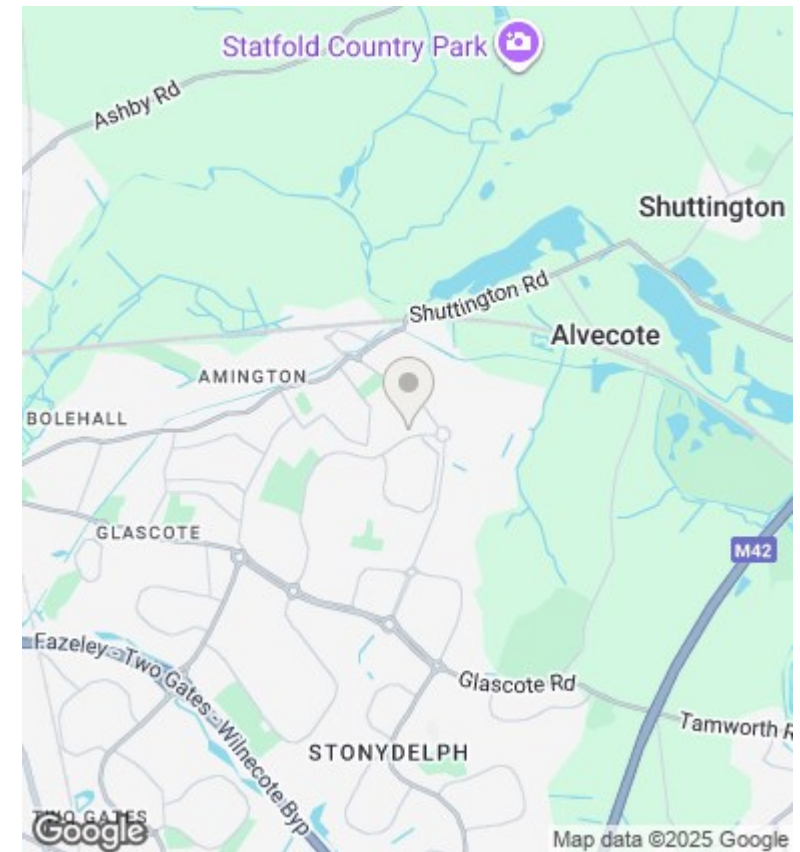 Statfold Country Park
Ashby Rd
Shuttington
Shuttington Rd
Alvecote
AMINGTON
BOLEHALL
GLASCOTE
M42
Fazeley - Two Gates - Wilnecote Byp
Glascote Rd
Tamworth R
STONYDELPH
TWO GATES
Google
Map data ©2025 Google